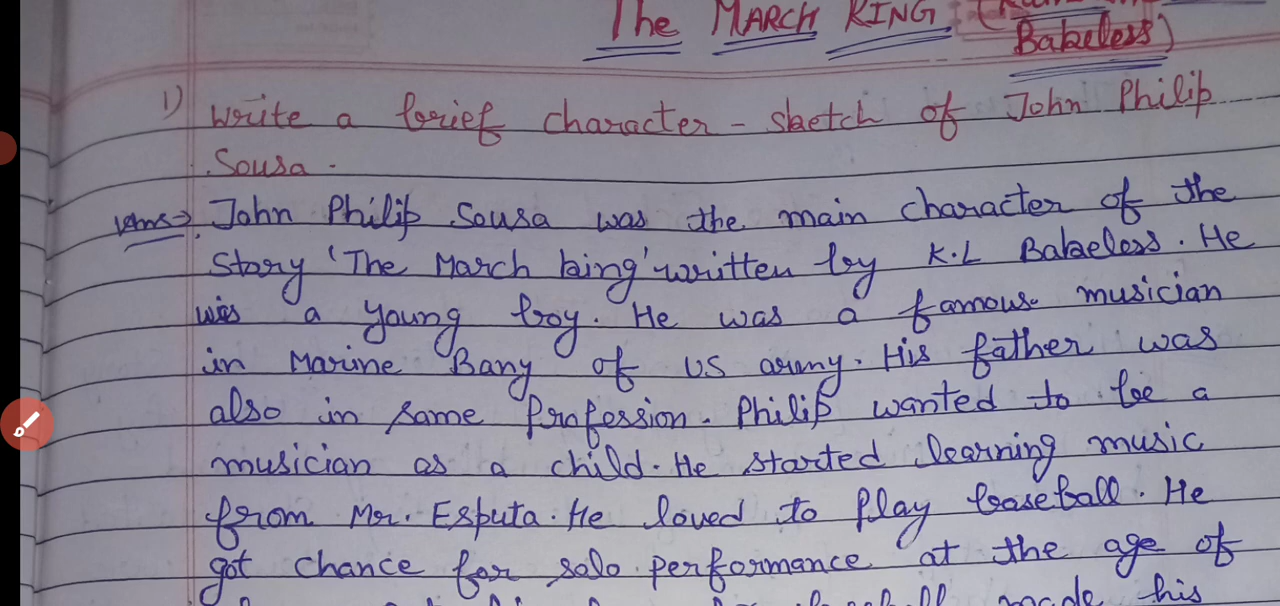 The MARCH KING : (
Bakeless)
1) Write a brief character - sketch of John Philip
Sousa.
Ans→ John Philip Sousa was the main character of the
Story 'The March king' written by K.L Bakeless. He
was a young boy. He was a famous musician
in Marine Bany of US army. His father was
also in same Profession. Philip wanted to be a
musician as a child. He started learning music
from Mr. Esputa. He loved to play baseball. He
got chance for solo performance at the age of
made his